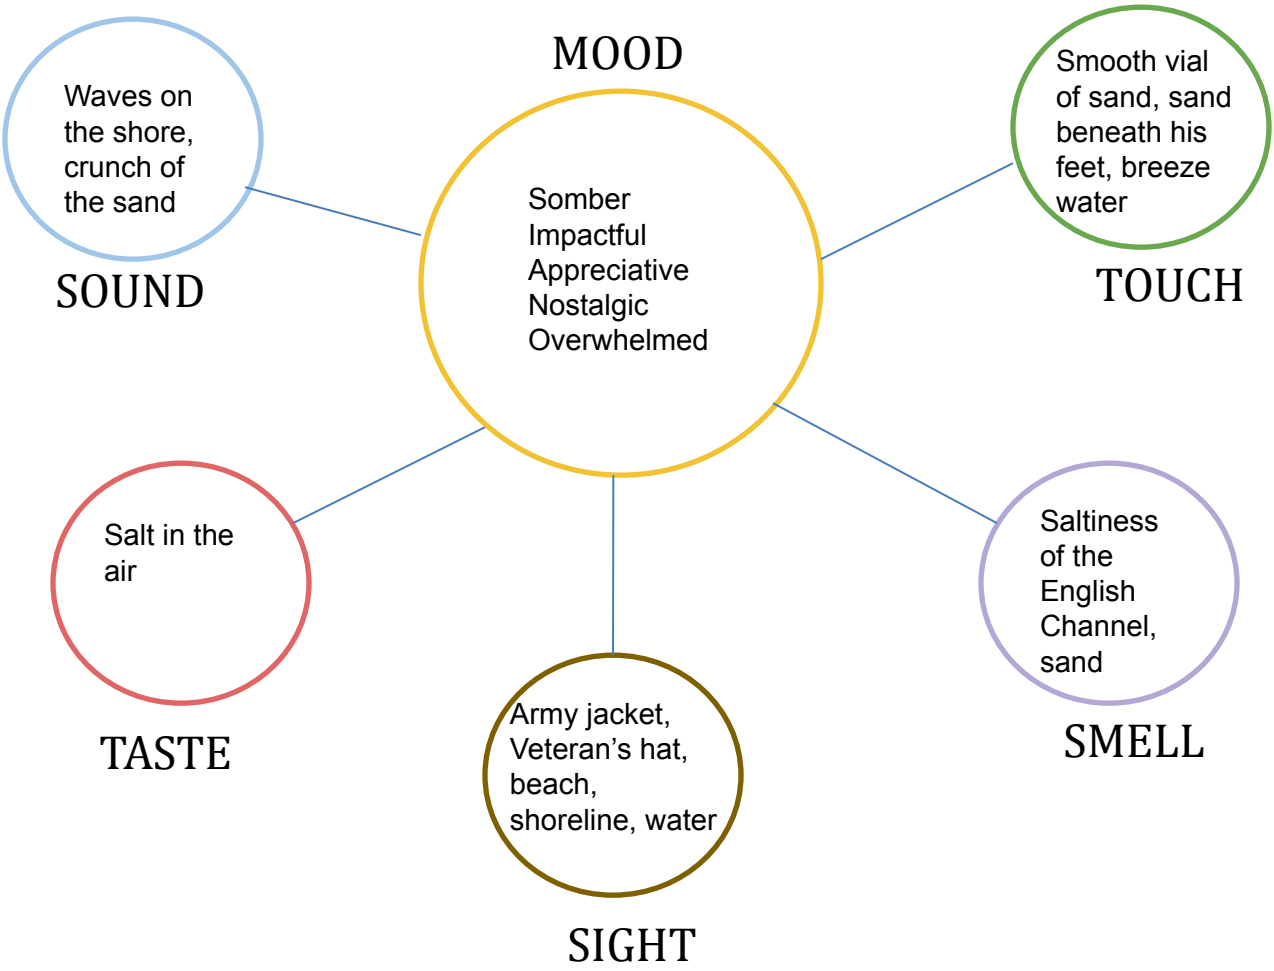 MOOD
Somber
Impactful
Appreciative
Nostalgic
Overwhelmed
Waves on
the shore,
crunch of
the sand
SOUND
Smooth vial
of sand, sand
beneath his
feet, breeze
water
TOUCH
Salt in the
air
TASTE
Army jacket,
Veteran’s hat,
beach,
shoreline, water
SIGHT
Saltiness
of the
English
Channel,
sand
SMELL